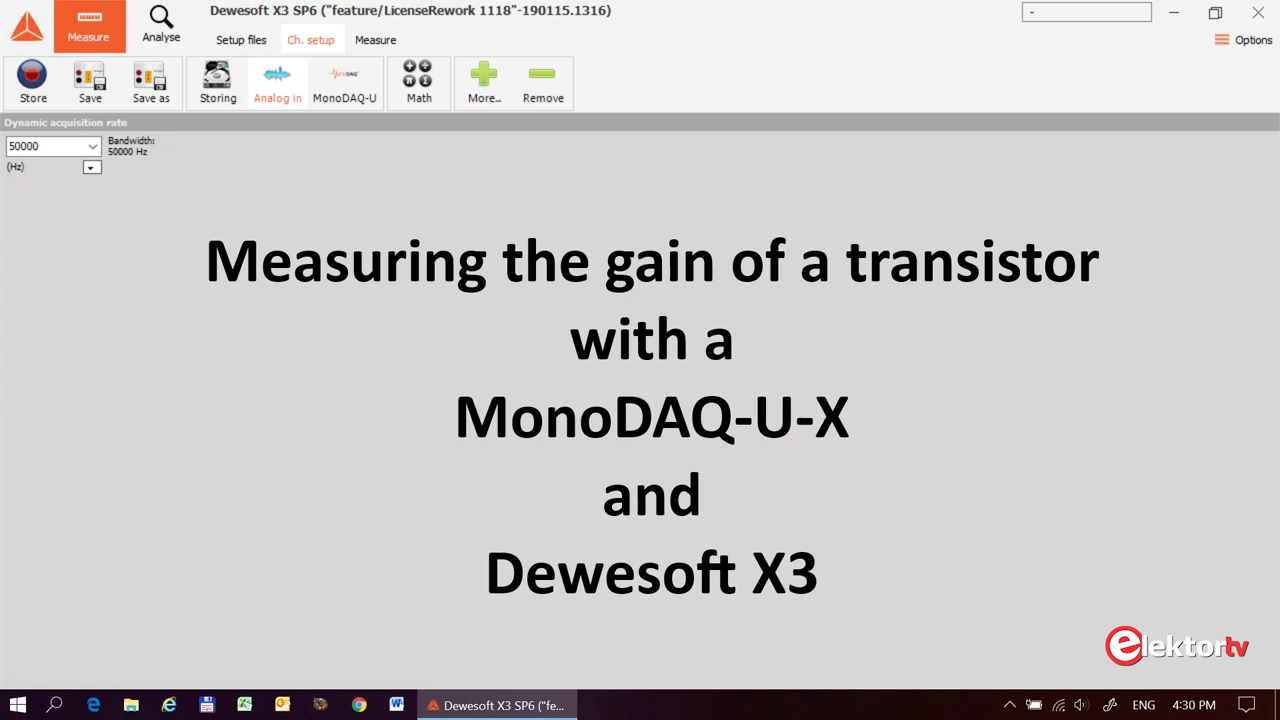 Dewesoft X3 SP6 ("feature/LicenseRework 1118"-190115.1316)
-
Measure
Analyse
Setup files
Ch. setup
Measure
Options
Store
Save
Save as
Storing
Analog in
MonoDAQ-U
Math
More...
Remove
Dynamic acquisition rate
50000
Bandwidth:
50000 Hz
(Hz)
Measuring the gain of a transistor
with a
MonoDAQ-U-X
and
Dewesoft X3
elektortv
Dewesoft X3 SP6 ("fe...
ENG
4:30 PM